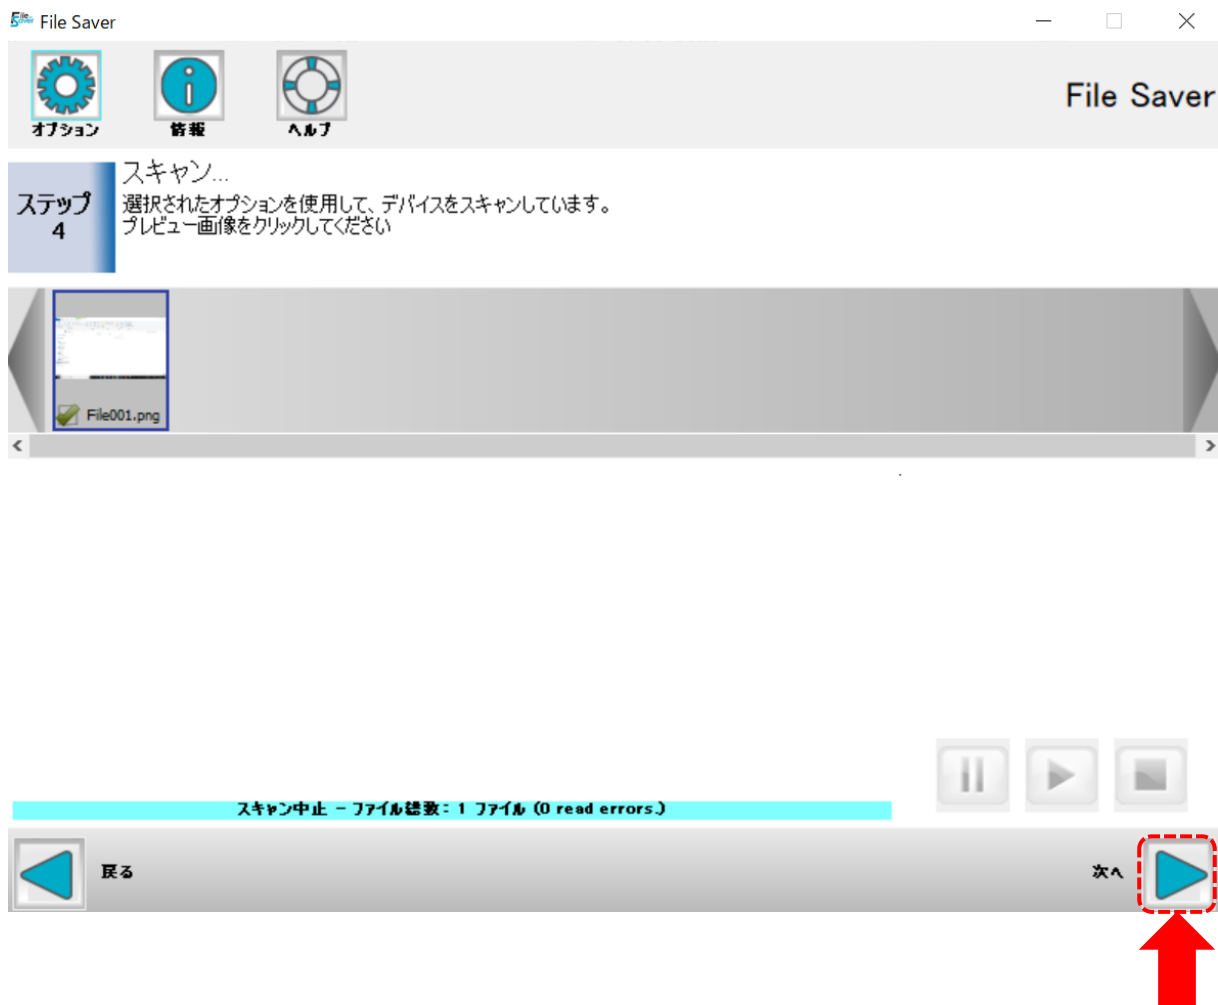 File Saver
File Saver
オプション
情報
ヘルプ
File Saver
ステップ
4
スキャン...
選択されたオプションを使用して、デバイスをスキャンしています。
プレビュー画像をクリックしてください
File001.png
スキャン中止 - ファイル総数: 1 ファイル (0 read errors.)
戻る
次へ